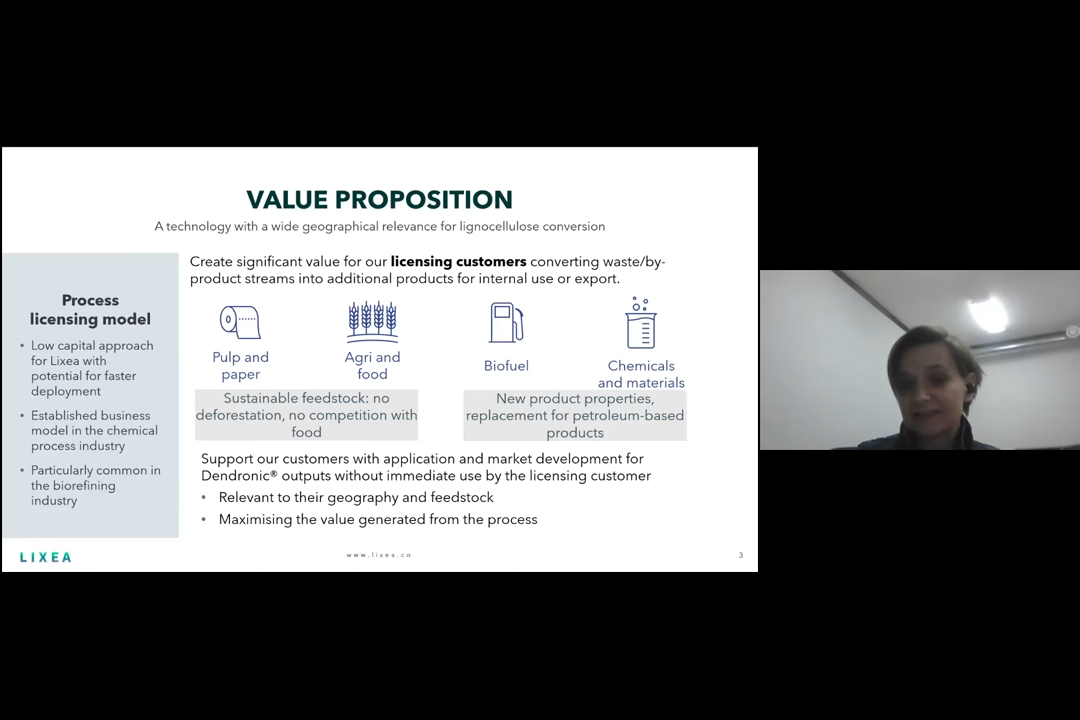 VALUE PROPOSITION
A technology with a wide geographical relevance for lignocellulose conversion
Process
licensing model
• Low capital approach
for Lixea with
potential for faster
deployment
• Established business
model in the chemical
process industry
• Particularly common in
the biorefining
industry
Create significant value for our licensing customers converting waste/by-
product streams into additional products for internal use or export.
Pulp and
paper
Agri and
food
Biofuel
Chemicals
and materials
Sustainable feedstock: no
deforestation, no competition with
food
New product properties,
replacement for petroleum-based
products
Support our customers with application and market development for
Dendronic® outputs without immediate use by the licensing customer
• Relevant to their geography and feedstock
• Maximising the value generated from the process
LIXEA
www.lixea.co
3